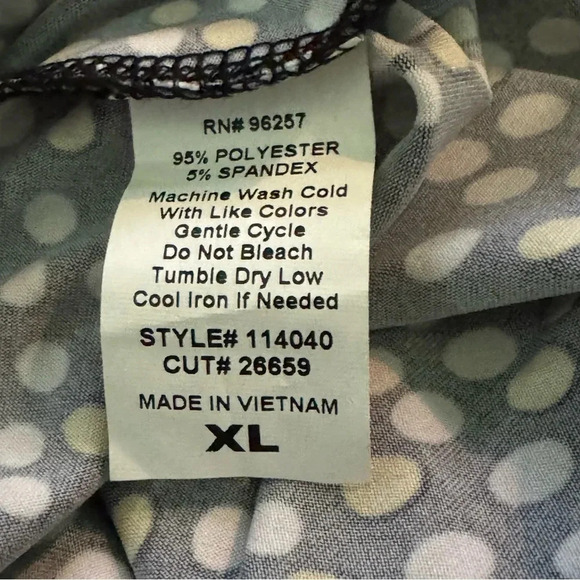 RN# 96257
95% POLYESTER
5% SPANDEX
Machine Wash Cold
With Like Colors
Gentle Cycle
Do Not Bleach
Tumble Dry Low
Cool Iron If Needed
STYLE# 114040
CUT# 26659
MADE IN VIETNAM
XL